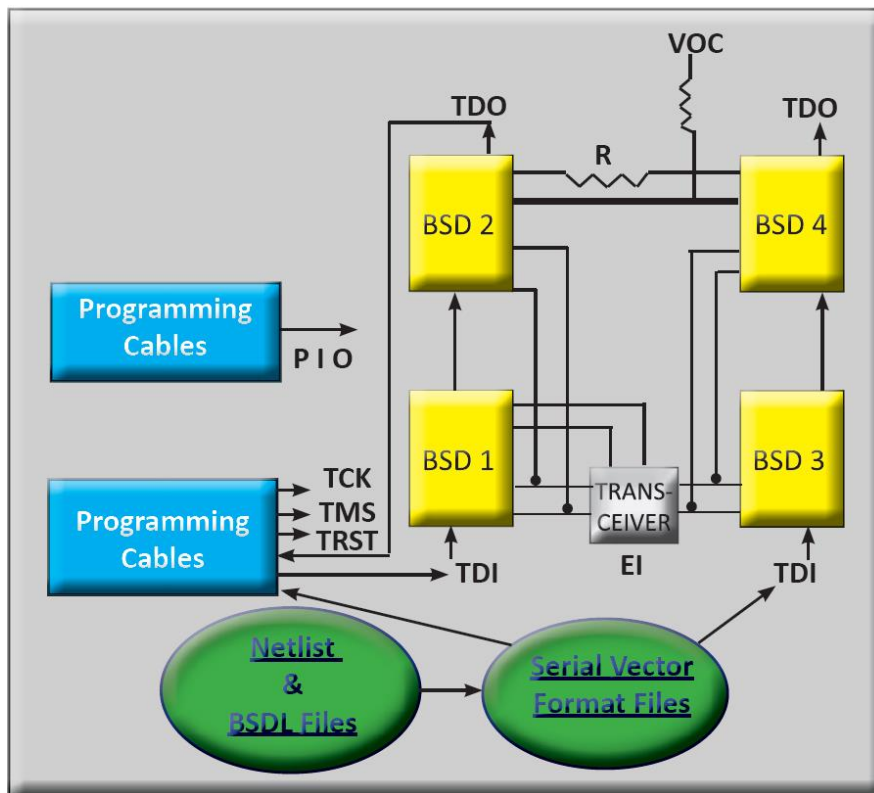 VOC
TDO
TDO
R
BSD 2
BSD 4
Programming
Cables
P I O
BSD 1
BSD 3
TRANS-
CEIVER
EI
Programming
Cables
TCK
TMS
TRST
TDI
TDI
Netlist
&
BSDL Files
Serial Vector
Format Files